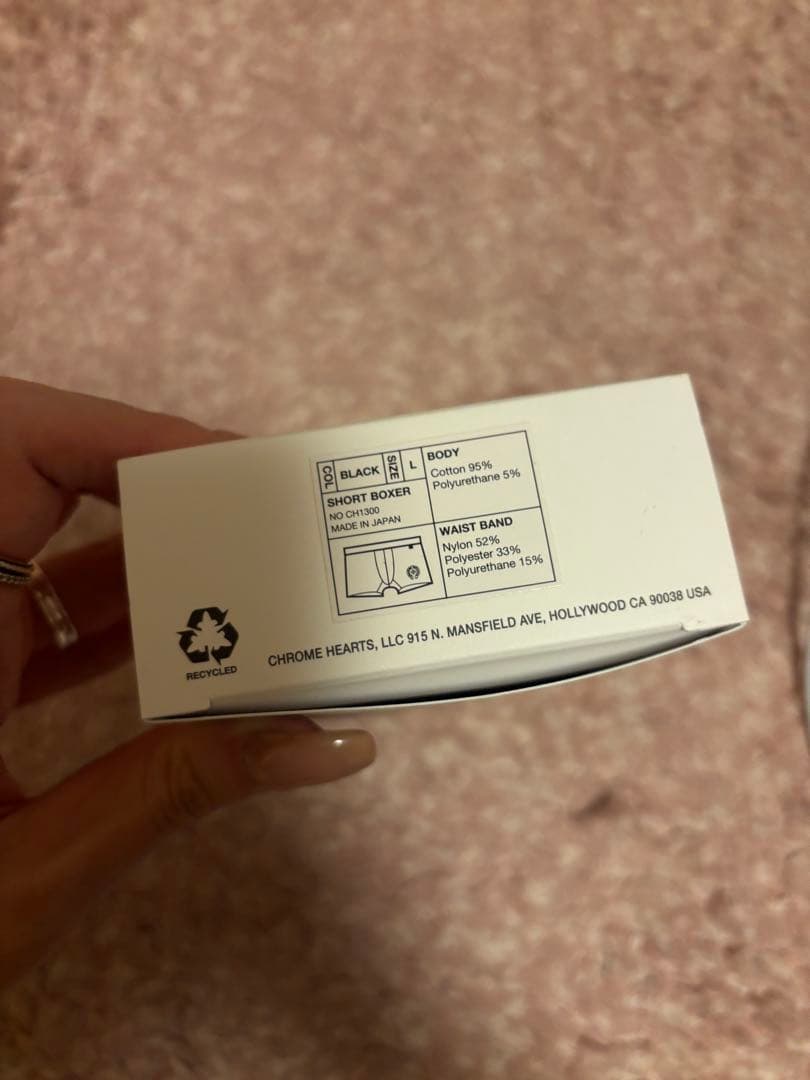 COL BLACK SIZE L
SHORT BOXER
NO CH1300
MADE IN JAPAN
BODY
Cotton 95%
Polyurethane 5%
WAIST BAND
Nylon 52%
Polyester 33%
Polyurethane 15%
RECYCLED
CHROME HEARTS, LLC 915 N. MANSFIELD AVE, HOLLYWOOD CA 90038 USA